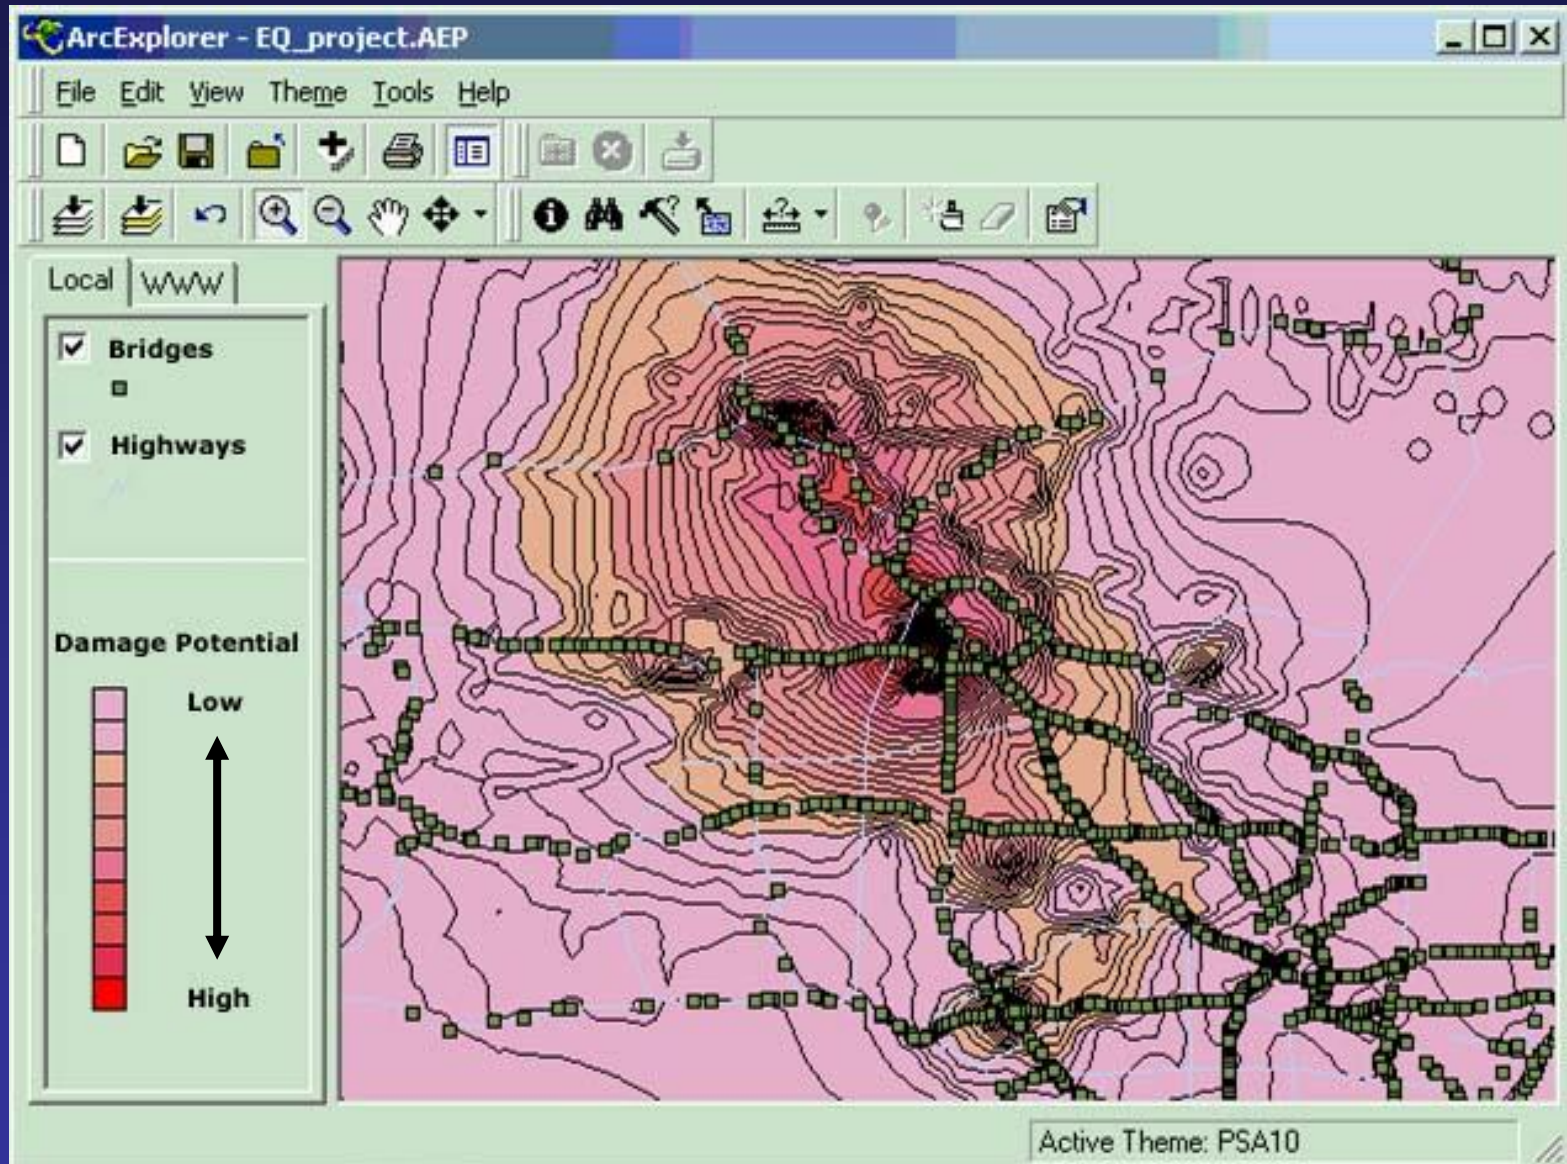 ArcExplorer - EQ_project.AEP
File Edit View Theme Tools Help
Local WWW
Bridges
Highways
Damage Potential
Low
High
Active Theme: PSA10